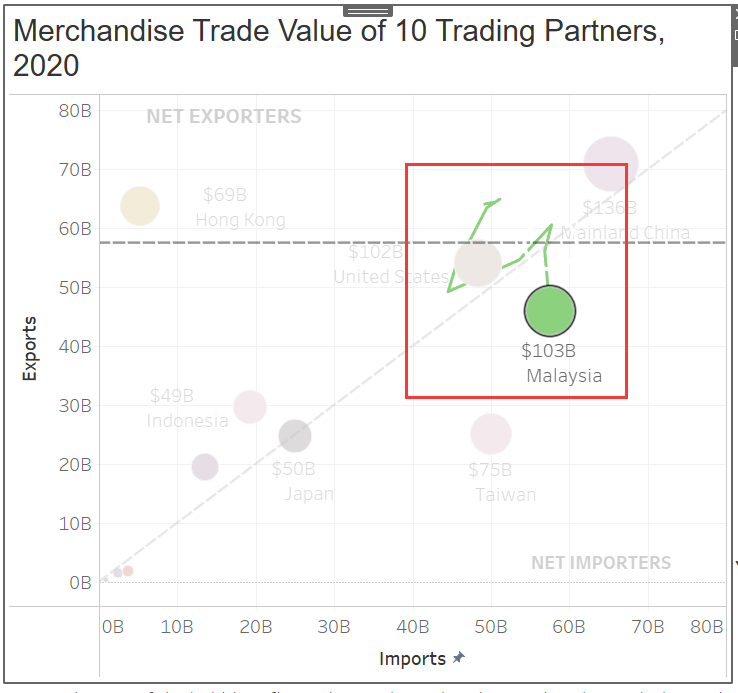 Merchandise Trade Value of 10 Trading Partners,
2020
80B
NET EXPORTERS
70B
$69B
Hong Kong
$136B
Mainland China
60B
$102B
United States
50B
$103B
Malaysia
40B
$49B
Indonesia
30B
$50B
Japan
$75B
Taiwan
20B
10B
NET IMPORTERS
0B
Exports
0B 10B 20B 30B 40B 50B 60B 70B 80B
Imports